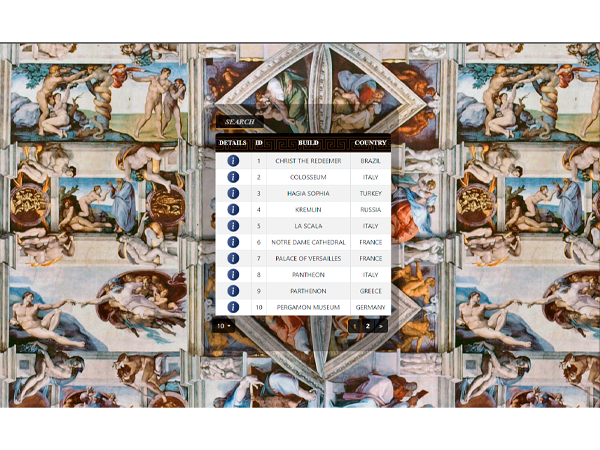 SEARCH
DETAILS ID BUILD COUNTRY
i 1 CHRIST THE REDEEMER BRAZIL
i 2 COLOSSEUM ITALY
i 3 HAGIA SOPHIA TURKEY
i 4 KREMLIN RUSSIA
i 5 LA SCALA ITALY
i 6 NOTRE DAME CATHEDRAL FRANCE
i 7 PALACE OF VERSAILLES FRANCE
i 8 PANTHEON ITALY
i 9 PARTHENON GREECE
i 10 PERGAMON MUSEUM GERMANY
10 1 2 >